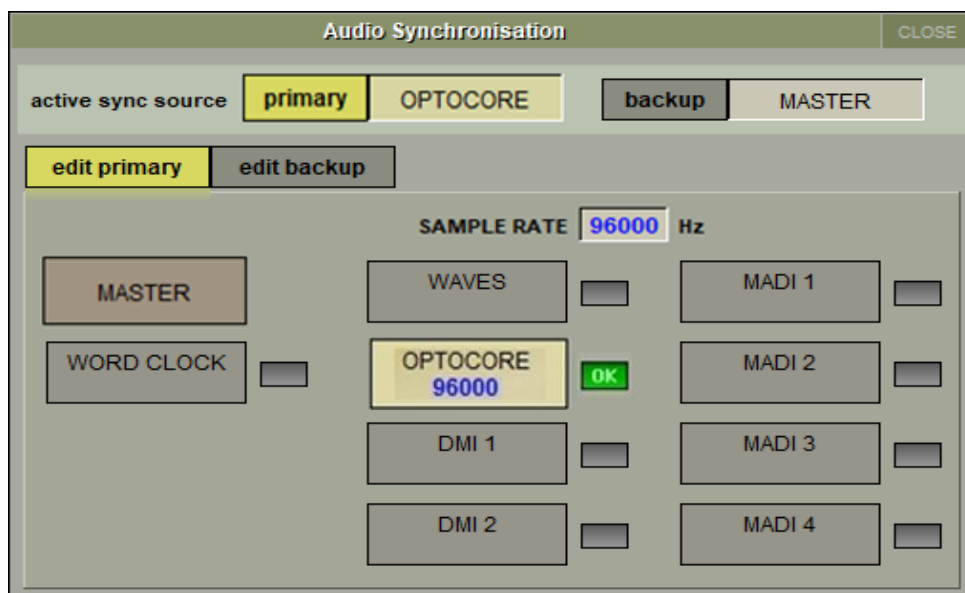 Audio Synchronisation CLOSE
active sync source primary OPTOCORE backup MASTER
edit primary edit backup
SAMPLE RATE 96000 Hz
MASTER
WAVES
MADI 1
WORD CLOCK
OPTOCORE
96000
OK
MADI 2
DMI 1
MADI 3
DMI 2
MADI 4